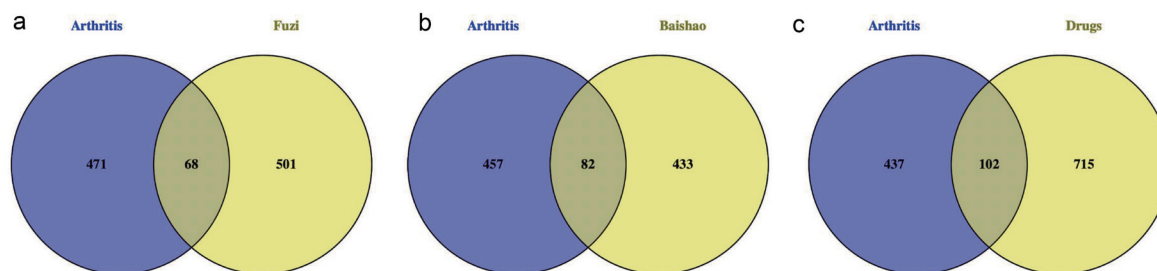 a Arthritis Fuzi
471 68 501
b Arthritis Baishao
457 82 433
c Arthritis Drugs
437 102 715